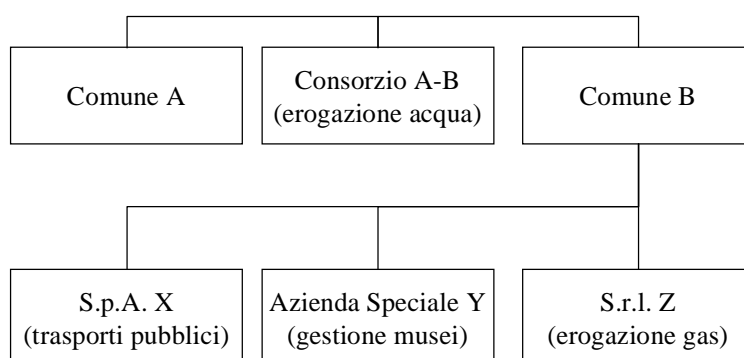 Comune A
Consorzio A-B
(erogazione acqua)
Comune B
S.p.A. X
(trasporti pubblici)
Azienda Speciale Y
(gestione musei)
S.r.l. Z
(erogazione gas)